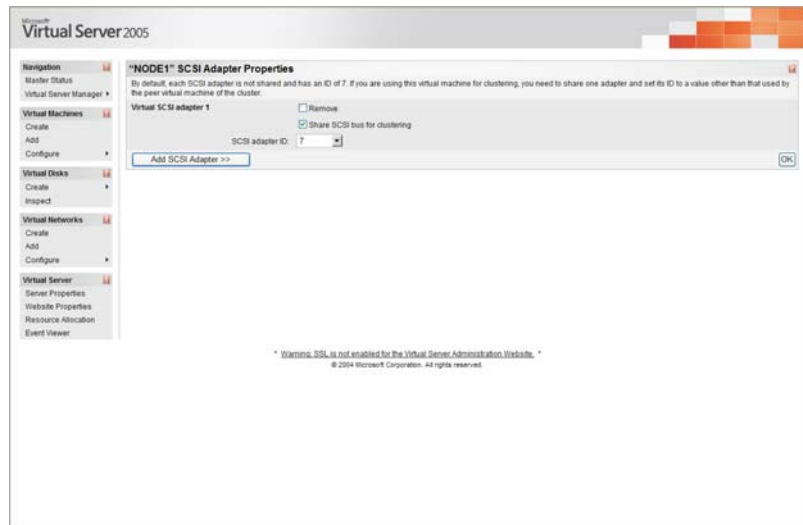 Microsoft
Virtual Server 2005
Navigation
Master Status
Virtual Server Manager
Virtual Machines
Create
Add
Configure
Virtual Disks
Create
Inspect
Virtual Networks
Create
Add
Configure
Virtual Server
Server Properties
Website Properties
Resource Allocation
Event Viewer
"NODE1" SCSI Adapter Properties
By default, each SCSI adapter is not shared and has an ID of 7. If you are using this virtual machine for clustering, you need to share one adapter and set its ID to a value other than that used by
the peer virtual machine of the cluster.
Virtual SCSI adapter 1
Remove
Share SCSI bus for clustering
SCSI adapter ID: 7
Add SCSI Adapter >>
OK
* Warning: SSL is not enabled for the Virtual Server Administration Website. *
© 2004 Microsoft Corporation. All rights reserved.